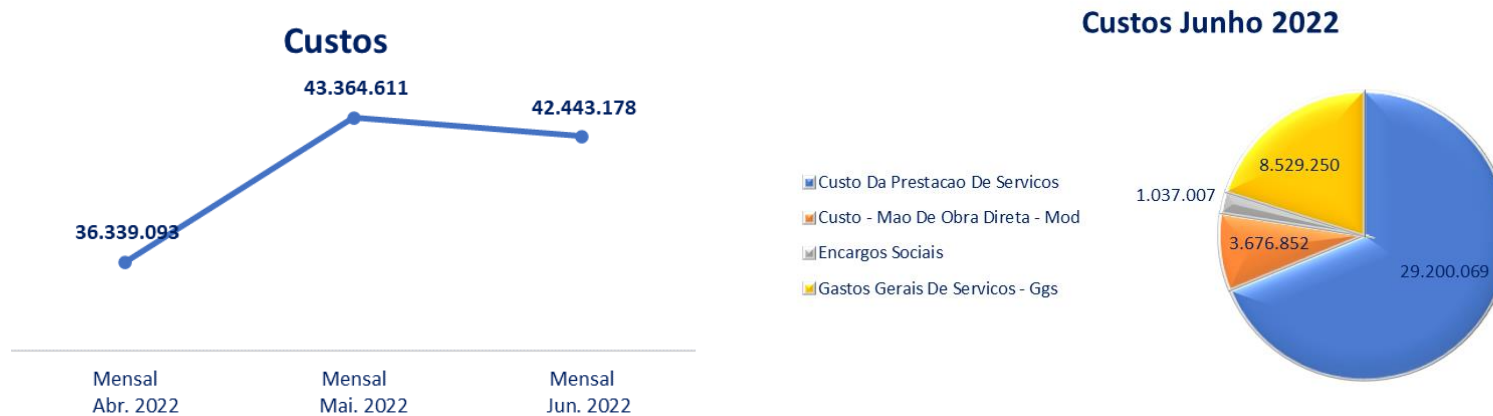 Custos
43.364.611
42.443.178
36.339.093
Mensal
Abr. 2022
Mensal
Mai. 2022
Mensal
Jun. 2022
Custos Junho 2022
Custo Da Prestacao De Servicos
Custo - Mao De Obra Direta - Mod
Encargos Sociais
Gastos Gerais De Servicos - Ggs
8.529.250
1.037.007
3.676.852
29.200.069